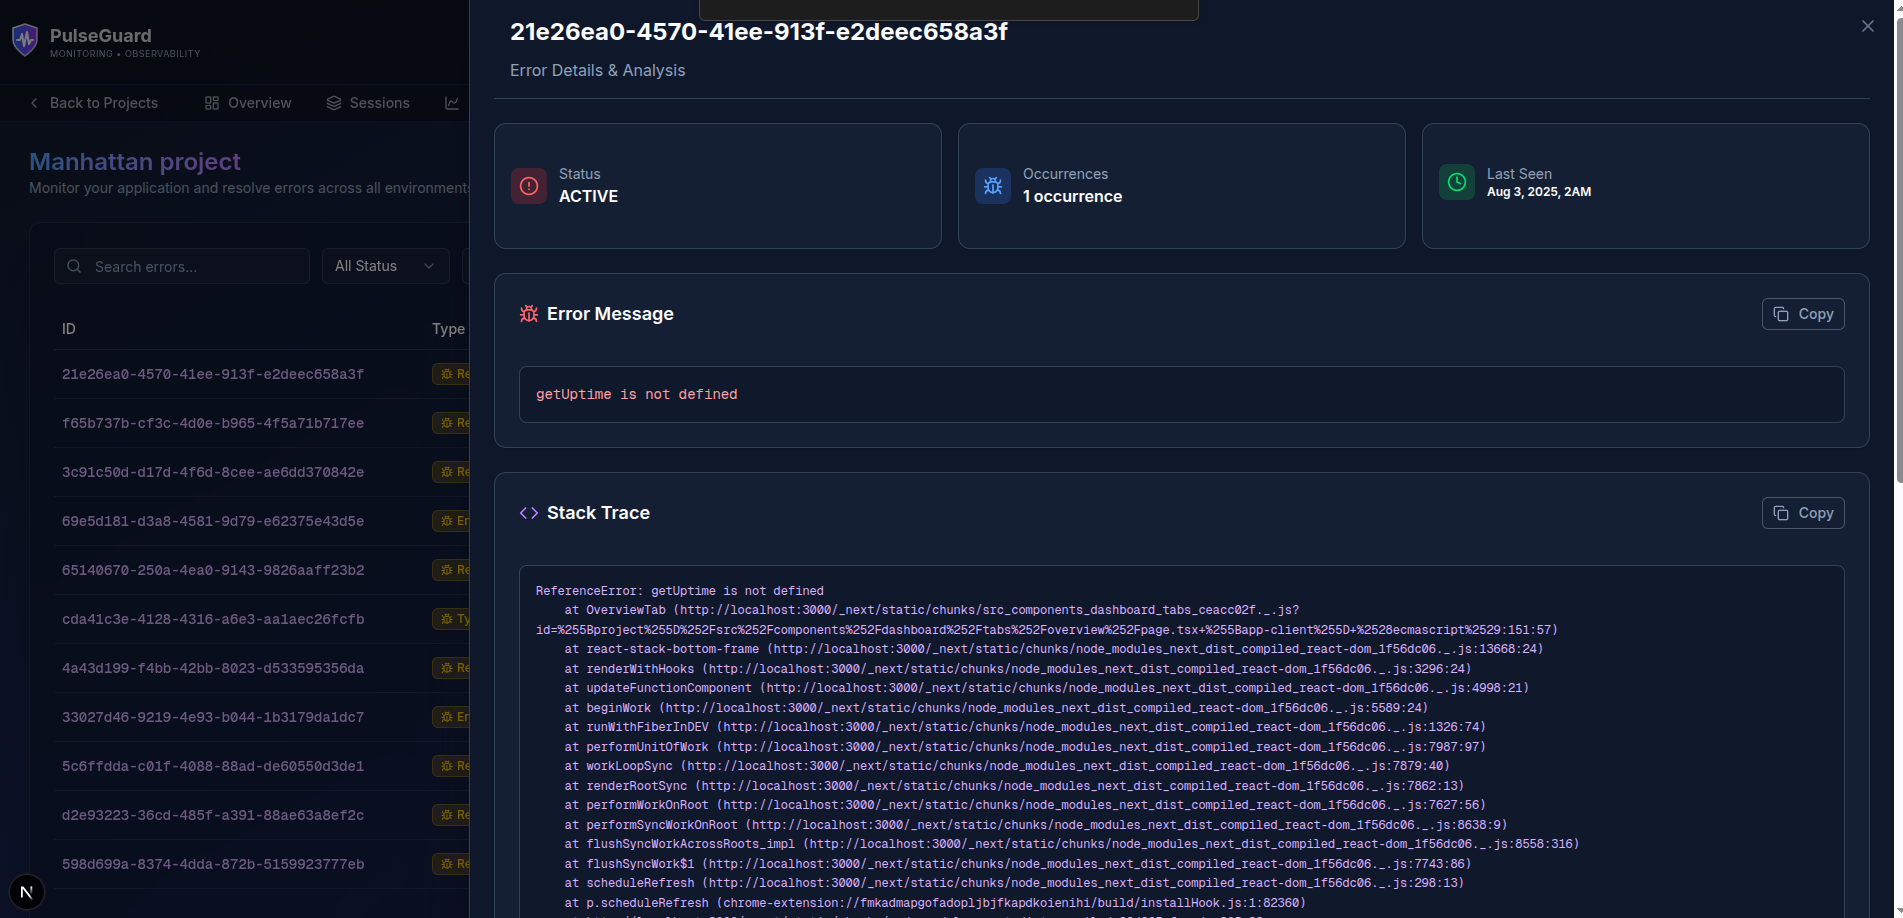 PulseGuard
MONITORING • OBSERVABILITY
Back to Projects
Overview
Sessions
Manhattan project
Monitor your application and resolve errors across all environments
Search errors...
All Status
ID
Type
21e26ea0-4570-41ee-913f-e2deec658a3f
Re
f65b737b-cf3c-4d0e-b965-4f5a71b717ee
Re
3c91c50d-d17d-4f6d-8cee-ae6dd370842e
Re
69e5d181-d3a8-4581-9d79-e62375e43d5e
Er
65140670-250a-4ea0-9143-9826aaff23b2
Re
cda41c3e-4128-4316-a6e3-aa1aec26fcfb
Ty
4a43d199-f4bb-42bb-8023-d533595356da
Re
33027d46-9219-4e93-b044-1b3179da1dc7
Er
5c6ffdda-c01f-4088-88ad-de60550d3de1
Re
d2e93223-36cd-485f-a391-88ae63a8ef2c
Re
598d699a-8374-4dda-872b-5159923777eb
Re
N
21e26ea0-4570-41ee-913f-e2deec658a3f
Error Details & Analysis
Status
ACTIVE
Occurrences
1 occurrence
Last Seen
Aug 3, 2025, 2AM
Error Message
Copy
getUptime is not defined
Stack Trace
Copy
ReferenceError: getUptime is not defined
at OverviewTab (http://localhost:3000/_next/static/chunks/src_components_dashboard_tabs_ceacc02f._.js?
id=%255Bproject%255D%252Fsrc%252Fcomponents%252Fdashboard%252Ftabs%252Foverview%252Fpage.tsx+%255Bapp-client%255D+%2528ecmascript%2529:151:57)
at react-stack-bottom-frame (http://localhost:3000/_next/static/chunks/node_modules_next_dist_compiled_react-dom_1f56dc06._.js:13668:24)
at renderWithHooks (http://localhost:3000/_next/static/chunks/node_modules_next_dist_compiled_react-dom_1f56dc06._.js:3296:24)
at updateFunctionComponent (http://localhost:3000/_next/static/chunks/node_modules_next_dist_compiled_react-dom_1f56dc06._.js:4998:21)
at beginWork (http://localhost:3000/_next/static/chunks/node_modules_next_dist_compiled_react-dom_1f56dc06._.js:5589:24)
at runWithFiberInDEV (http://localhost:3000/_next/static/chunks/node_modules_next_dist_compiled_react-dom_1f56dc06._.js:1326:74)
at performUnitOfWork (http://localhost:3000/_next/static/chunks/node_modules_next_dist_compiled_react-dom_1f56dc06._.js:7987:97)
at workLoopSync (http://localhost:3000/_next/static/chunks/node_modules_next_dist_compiled_react-dom_1f56dc06._.js:7879:40)
at renderRootSync (http://localhost:3000/_next/static/chunks/node_modules_next_dist_compiled_react-dom_1f56dc06._.js:7862:13)
at performWorkOnRoot (http://localhost:3000/_next/static/chunks/node_modules_next_dist_compiled_react-dom_1f56dc06._.js:7627:56)
at performSyncWorkOnRoot (http://localhost:3000/_next/static/chunks/node_modules_next_dist_compiled_react-dom_1f56dc06._.js:8638:9)
at flushSyncWorkAcrossRoots_impl (http://localhost:3000/_next/static/chunks/node_modules_next_dist_compiled_react-dom_1f56dc06._.js:8558:316)
at flushSyncWork$1 (http://localhost:3000/_next/static/chunks/node_modules_next_dist_compiled_react-dom_1f56dc06._.js:7743:86)
at scheduleRefresh (http://localhost:3000/_next/static/chunks/node_modules_next_dist_compiled_react-dom_1f56dc06._.js:298:13)
at p.scheduleRefresh (chrome-extension://fmkadmapgofadopljbjfkapdkoienihi/build/installHook.js:1:82360)